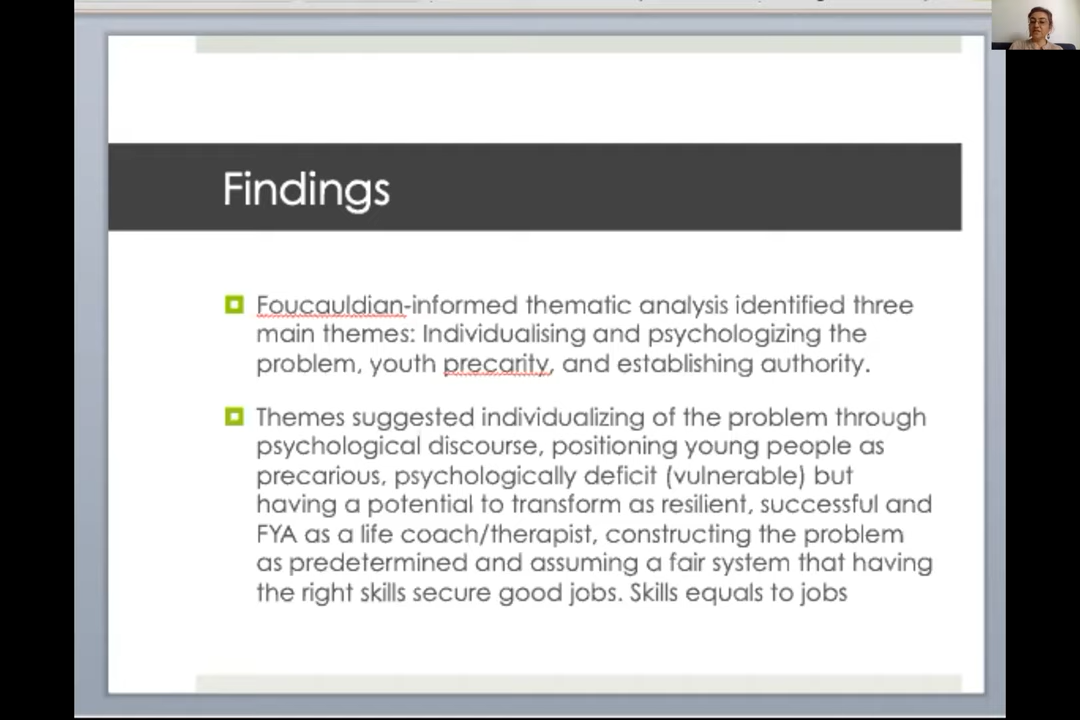 Findings
Foucauldian-informed thematic analysis identified three
main themes: Individualising and psychologizing the
problem, youth precarity, and establishing authority.
Themes suggested individualizing of the problem through
psychological discourse, positioning young people as
precarious, psychologically deficit (vulnerable) but
having a potential to transform as resilient, successful and
FYA as a life coach/therapist, constructing the problem
as predetermined and assuming a fair system that having
the right skills secure good jobs. Skills equals to jobs